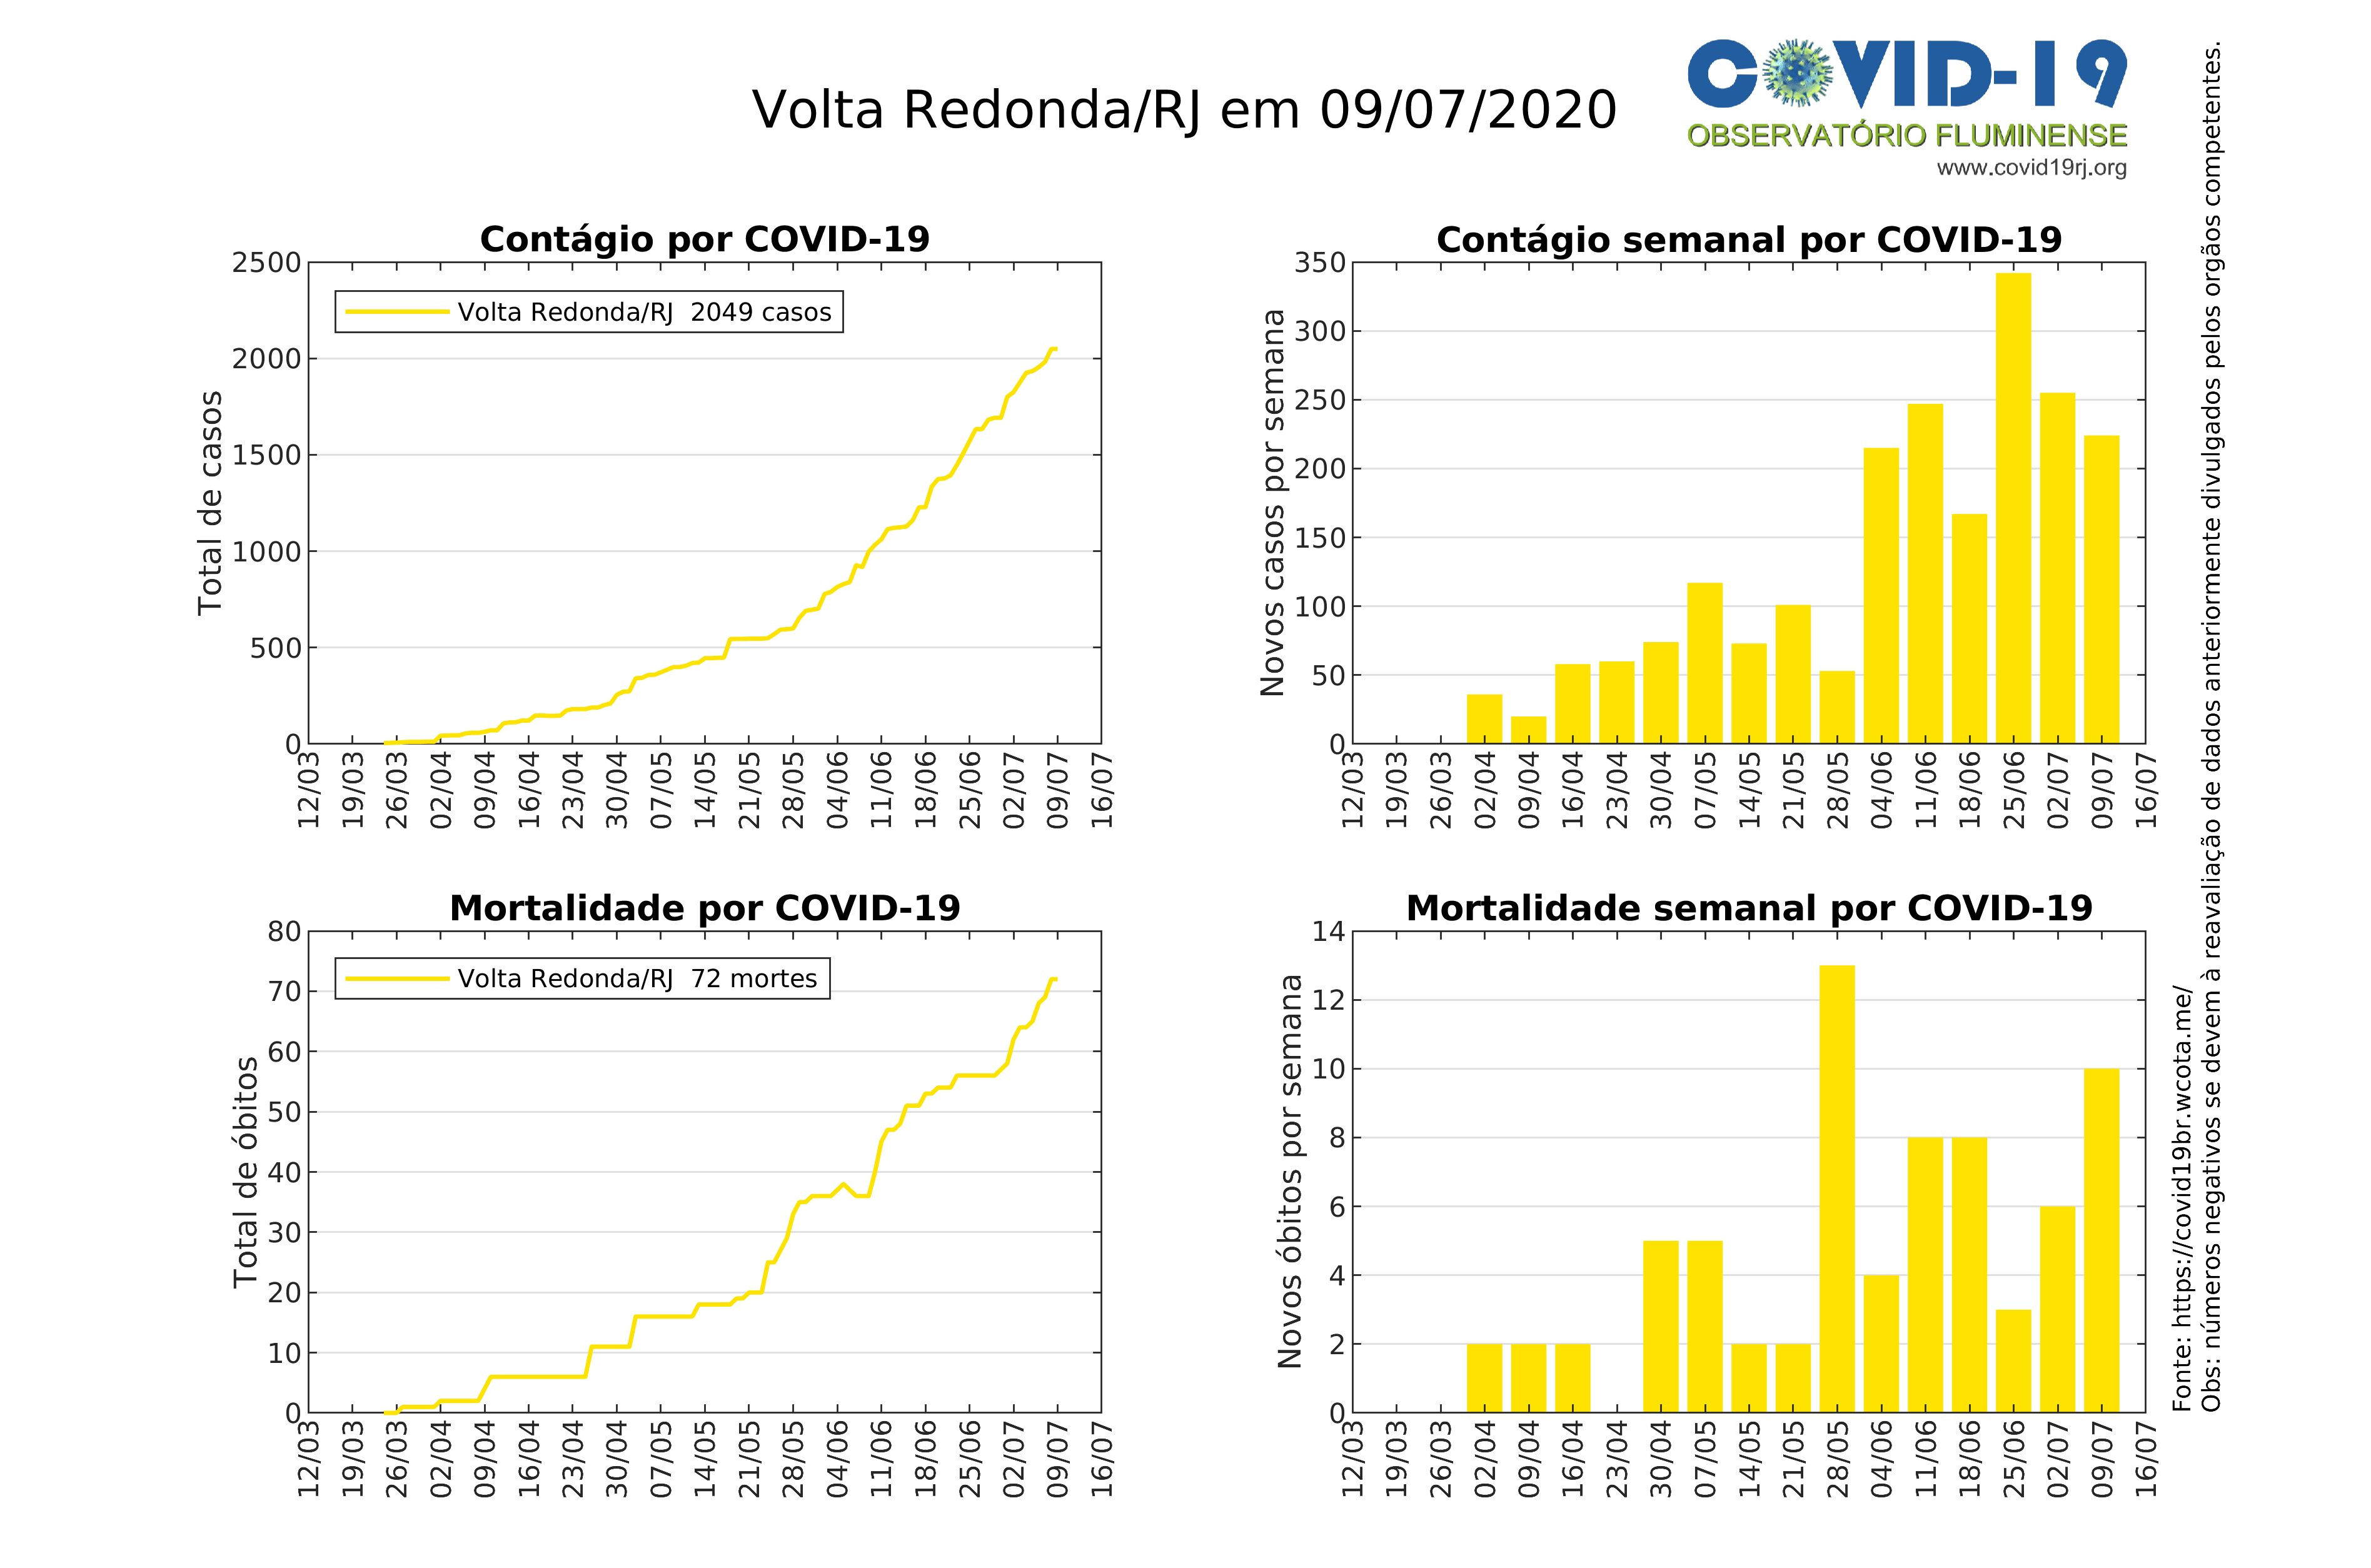 Volta Redonda/RJ em 09/07/2020
COVID-19
OBSERVATÓRIO FLUMINENSE
www.covid19rj.org
Contágio por COVID-19
Total de casos
2500
2000
1500
1000
500
0
Volta Redonda/RJ 2049 casos
12/03 19/03 26/03 02/04 09/04 16/04 23/04 30/04 07/05 14/05 21/05 28/05 04/06 11/06 18/06 25/06 02/07 09/07 16/07
Contágio semanal por COVID-19
Novos casos por semana
350
300
250
200
150
100
50
0
12/03 19/03 26/03 02/04 09/04 16/04 23/04 30/04 07/05 14/05 21/05 28/05 04/06 11/06 18/06 25/06 02/07 09/07 16/07
Mortalidade por COVID-19
Total de óbitos
80
70
60
50
40
30
20
10
0
Volta Redonda/RJ 72 mortes
12/03 19/03 26/03 02/04 09/04 16/04 23/04 30/04 07/05 14/05 21/05 28/05 04/06 11/06 18/06 25/06 02/07 09/07 16/07
Mortalidade semanal por COVID-19
Novos óbitos por semana
14
12
10
8
6
4
2
0
12/03 19/03 26/03 02/04 09/04 16/04 23/04 30/04 07/05 14/05 21/05 28/05 04/06 11/06 18/06 25/06 02/07 09/07 16/07
Fonte: https://covid19br.wcota.me/
Obs: números negativos se devem à reavaliação de dados anteriormente divulgados pelos orgãos competentes.